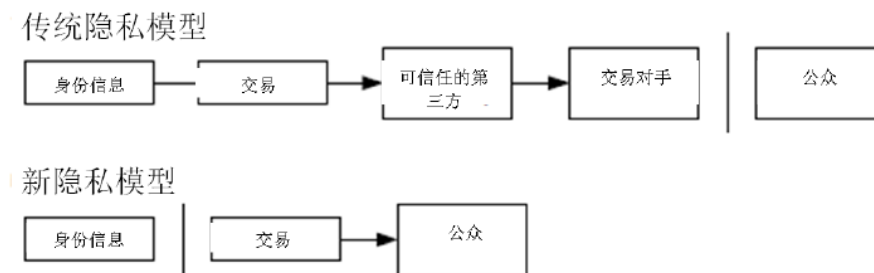 传统隐私模型
身份信息
交易
可信任的第
三方
交易对手
公众
新隐私模型
身份信息
交易
公众